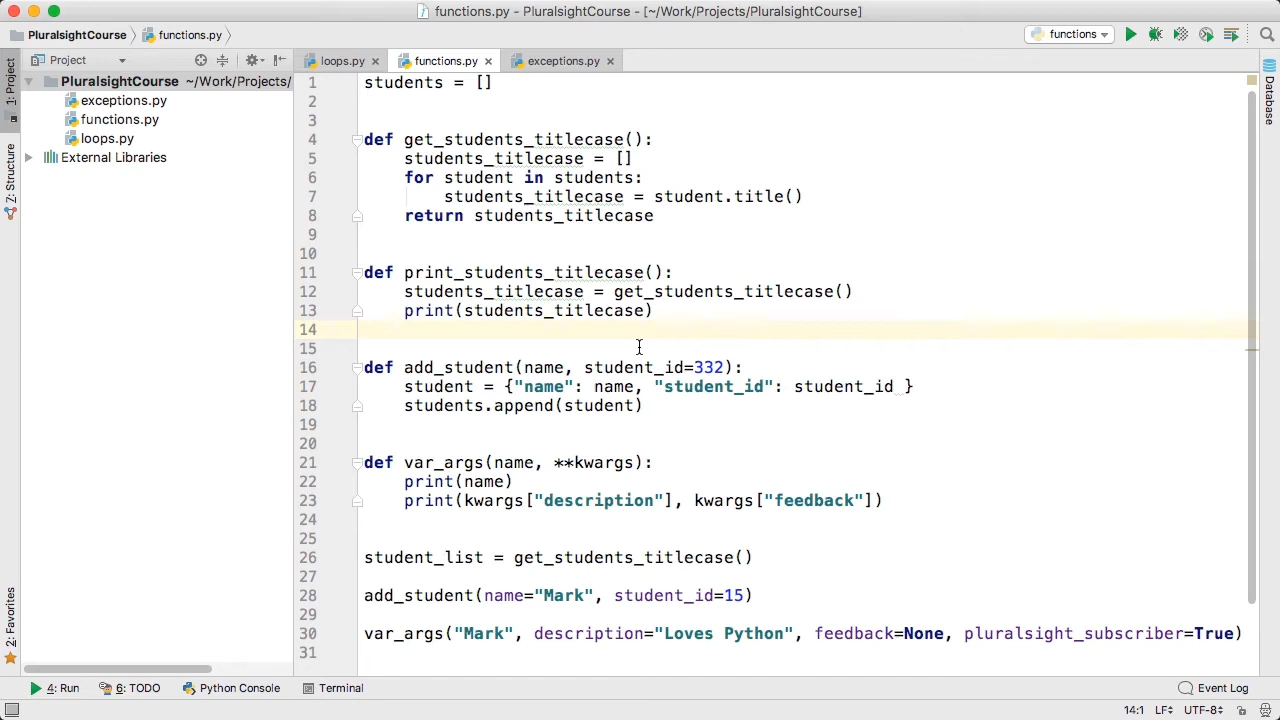 functions.py - PluralsightCourse - [~/Work/Projects/PluralsightCourse]
PluralsightCourse functions.py functions
1: Project
Project loops.py functions.py exceptions.py
PluralsightCourse ~/Work/Projects/
exceptions.py
functions.py
loops.py
External Libraries
Z: Structure
2: Favorites
Database
1 students = []
2
3
4 def get_students_titlecase():
5 students_titlecase = []
6 for student in students:
7 students_titlecase = student.title()
8 return students_titlecase
9
10
11 def print_students_titlecase():
12 students_titlecase = get_students_titlecase()
13 print(students_titlecase)
14
15
16 def add_student(name, student_id=332):
17 student = {"name": name, "student_id": student_id }
18 students.append(student)
19
20
21 def var_args(name, **kwargs):
22 print(name)
23 print(kwargs["description"], kwargs["feedback"])
24
25
26 student_list = get_students_titlecase()
27
28 add_student(name="Mark", student_id=15)
29
30 var_args("Mark", description="Loves Python", feedback=None, pluralsight_subscriber=True)
31
4: Run 6: TODO Python Console Terminal Event Log
14:1 LF UTF-8